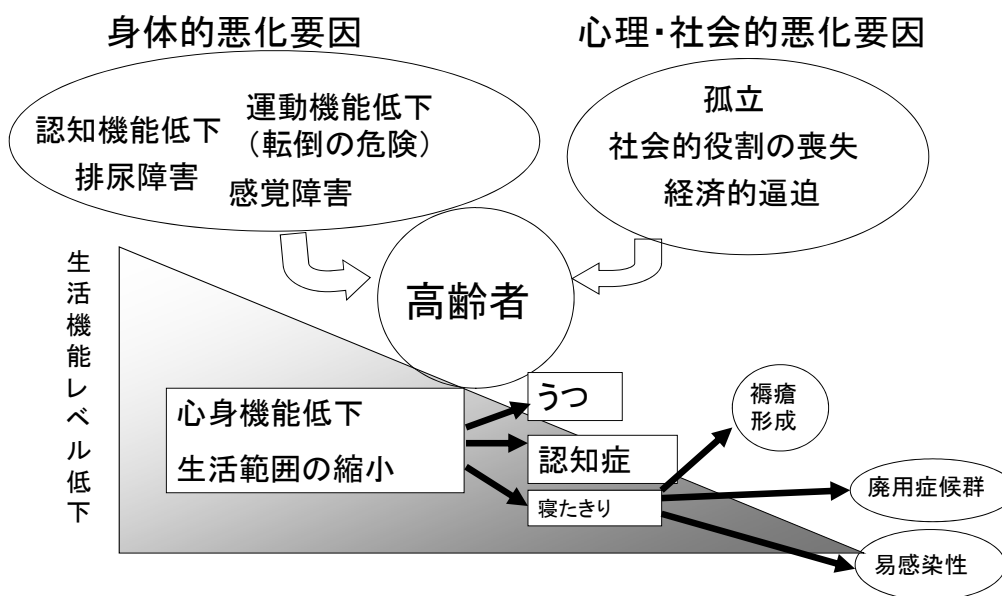 身体的悪化要因
心理・社会的悪化要因
認知機能低下
運動機能低下
(転倒の危険)
排尿障害
感覚障害
孤立
社会的役割の喪失
経済的逼迫
高齢者
生活機能レベル低下
心身機能低下
生活範囲の縮小
うつ
認知症
寝たきり
褥瘡
形成
廃用症候群
易感染性